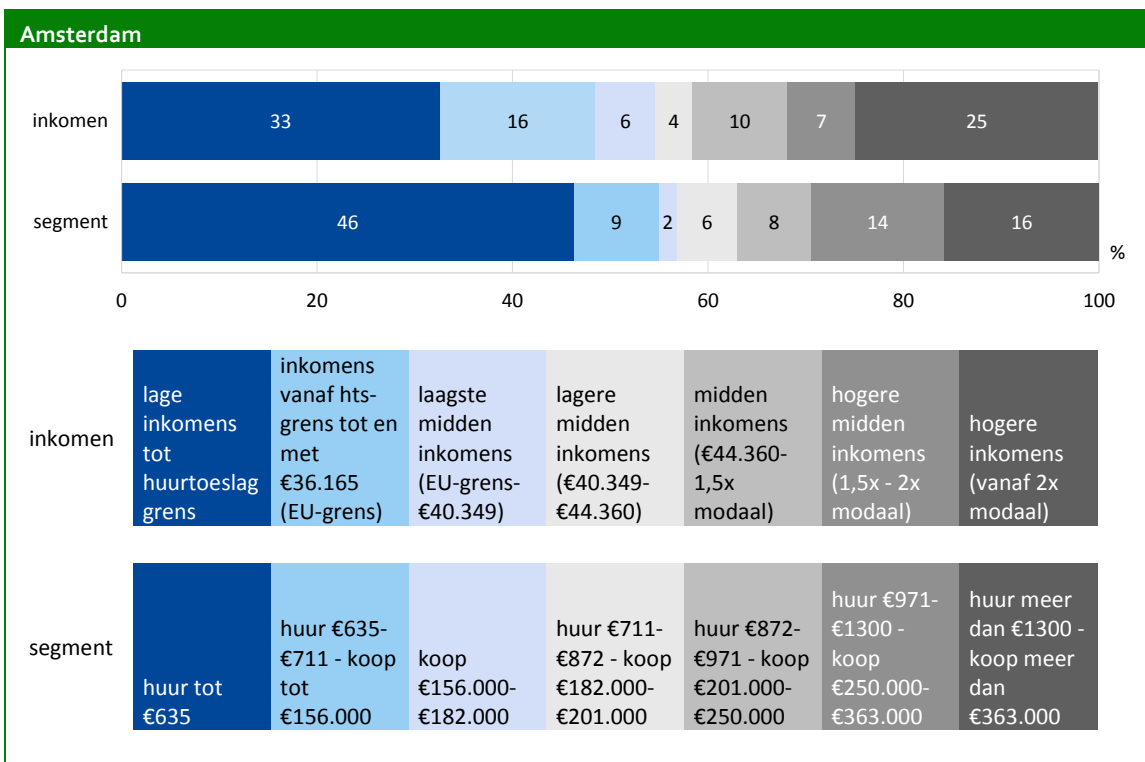 Amsterdam
inkomen
33
16
6
4
10
7
25
segment
46
9
2
6
8
14
16
%
0
20
40
60
80
100
inkomen
lage
inkomens
tot
huurtoeslag
grens
inkomens
vanaf hts-
grens tot en
met
€36.165
(EU-grens)
laagste
midden
inkomens
(EU-grens-
€40.349)
lagere
midden
inkomens
(€40.349-
€44.360)
midden
inkomens
(€44.360-
1,5x
modaal)
hogere
midden
inkomens
(1,5x - 2x
modaal)
hogere
inkomens
(vanaf 2x
modaal)
segment
huur tot
€635
huur €635-
€711 - koop
tot
€156.000
koop
€156.000-
€182.000
huur €711-
€872 - koop
€182.000-
€201.000
huur €872-
€971 - koop
€201.000-
€250.000
huur €971-
€1300 -
koop
€250.000-
€363.000
huur meer
dan €1300 -
koop meer
dan
€363.000